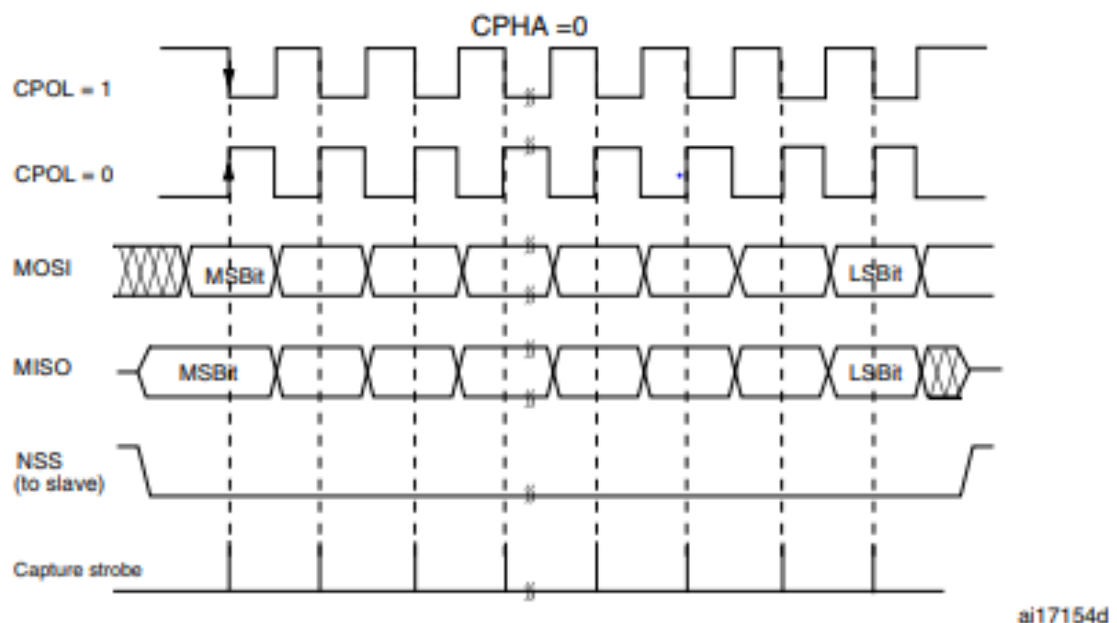 CPHA =0
CPOL = 1
CPOL = 0
MOSI
MSBit
LSBit
MISO
MSBit
LSBit
NSS
(to slave)
Capture strobe
ai17154d